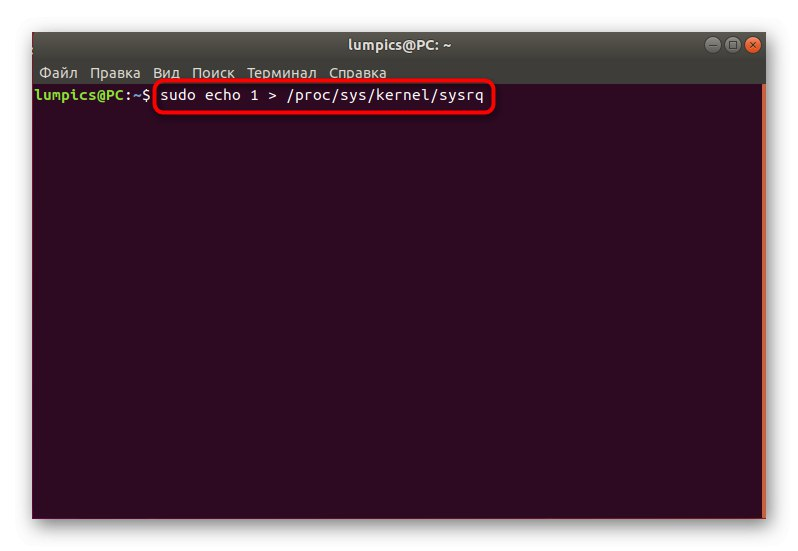 lumpics@PC: ~
Файл Правка Вид Поиск Терминал Справка
lumpics@PC:~$ sudo echo 1 > /proc/sys/kernel/sysrq